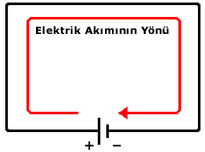 Elektrik Akımının Yönü
+ −